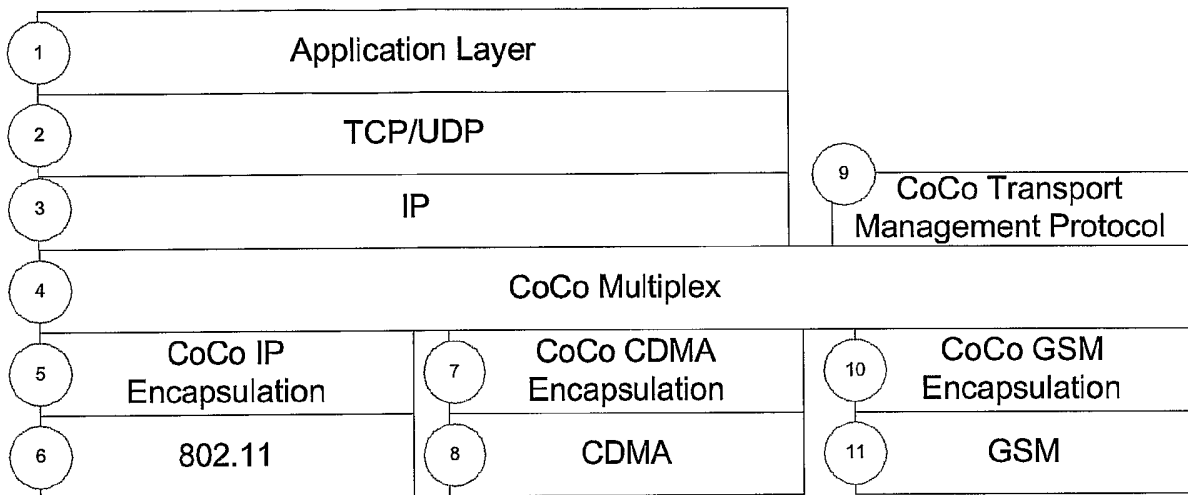 1
Application Layer
2
TCP/UDP
3
IP
9
CoCo Transport
Management Protocol
4
CoCo Multiplex
5
CoCo IP
Encapsulation
7
CoCo CDMA
Encapsulation
10
CoCo GSM
Encapsulation
6
802.11
8
CDMA
11
GSM